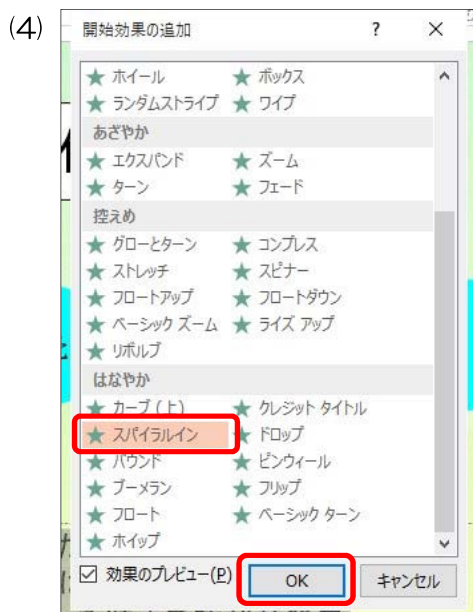 (4)
開始効果の追加 ? ×
★ ホイール ★ ボックス
★ ランダムストライプ ★ ワイプ
あざやか
★ エクスパンド ★ ズーム
★ ターン ★ フェード
控えめ
★ グローとターン ★ コンプレス
★ ストレッチ ★ スピナー
★ フロートアップ ★ フロートダウン
★ ベーシック ズーム ★ ライズ アップ
★ リボルブ
はなやか
★ カーブ (上) ★ クレジット タイトル
★ スパイラルイン ★ ドロップ
★ バウンド ★ ピンウィール
★ ブーメラン ★ フリップ
★ フロート ★ ベーシック ターン
★ ホイップ
効果のプレビュー(P) OK キャンセル